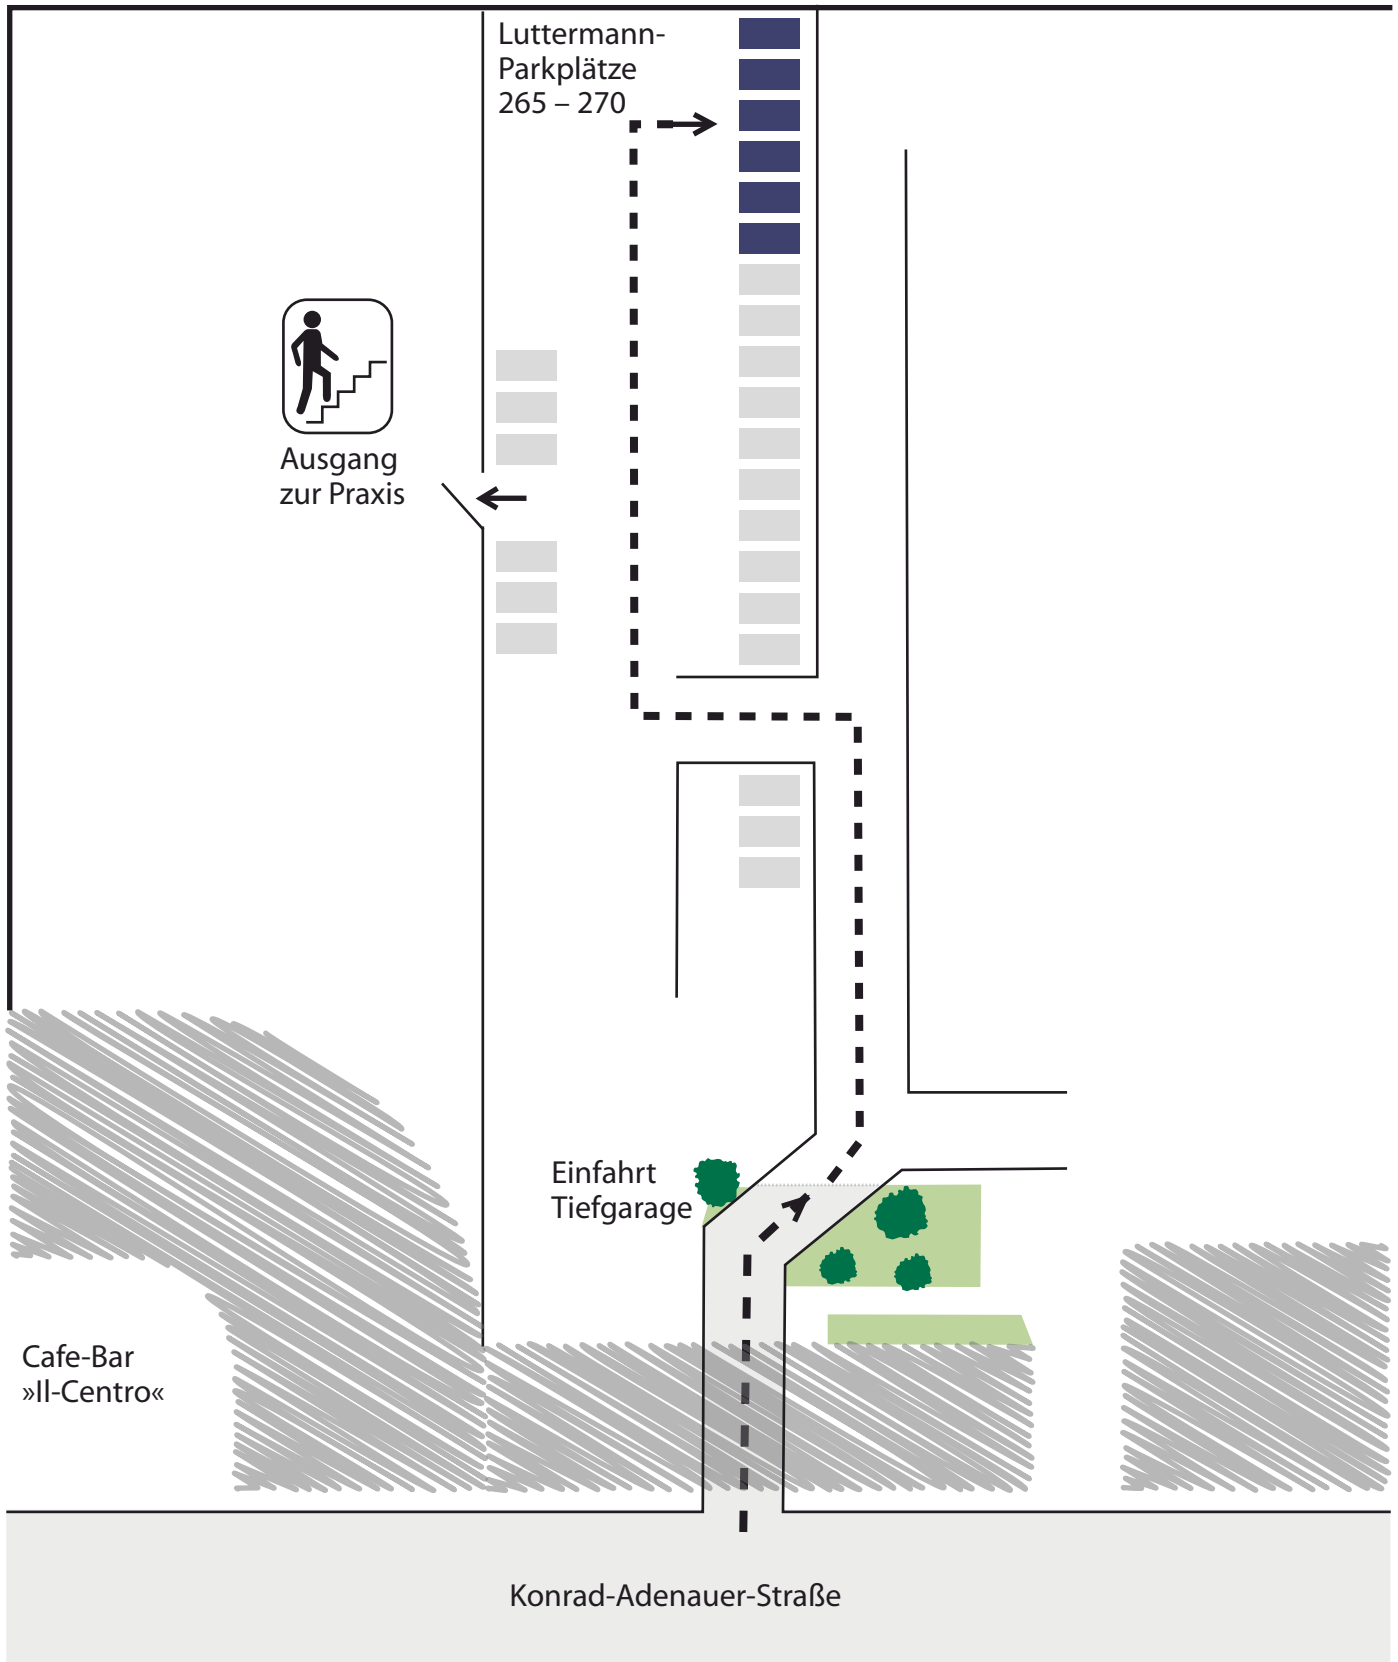 Luttermann-
Parkplätze
265 – 270
Ausgang
zur Praxis
Einfahrt
Tiefgarage
Cafe-Bar
»Il-Centro«
Konrad-Adenauer-Straße